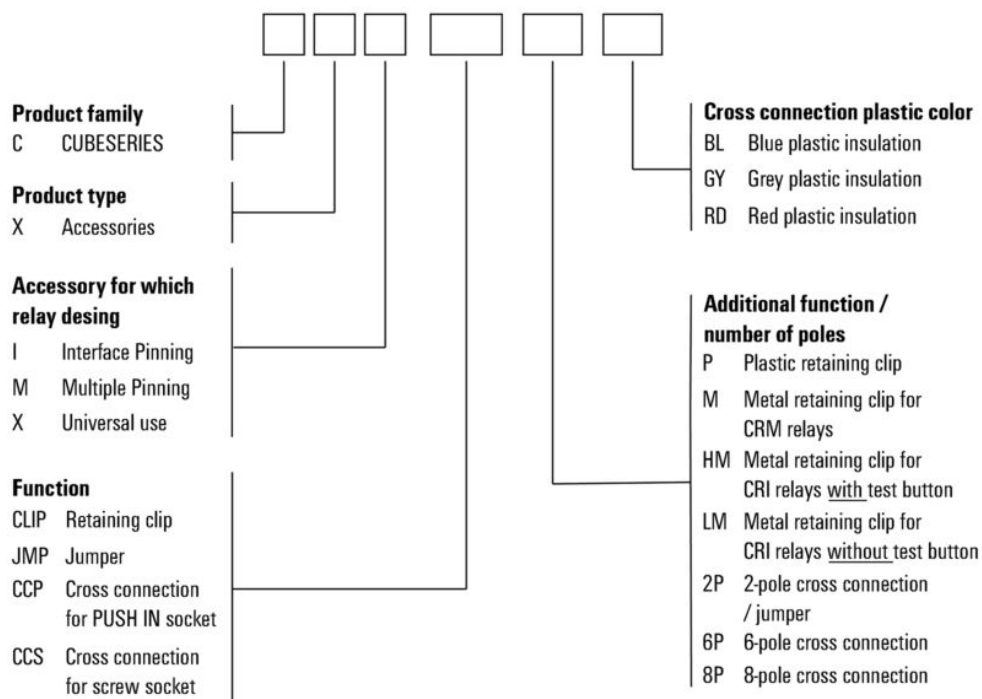 Product family
C CUBESERIES
Product type
X Accessories
Accessory for which
relay desing
I Interface Pinning
M Multiple Pinning
X Universal use
Function
CLIP Retaining clip
JMP Jumper
CCP Cross connection
for PUSH IN socket
CCS Cross connection
for screw socket
Cross connection plastic color
BL Blue plastic insulation
GY Grey plastic insulation
RD Red plastic insulation
Additional function /
number of poles
P Plastic retaining clip
M Metal retaining clip for
CRM relays
HM Metal retaining clip for
CRI relays with test button
LM Metal retaining clip for
CRI relays without test button
2P 2-pole cross connection
/ jumper
6P 6-pole cross connection
8P 8-pole cross connection